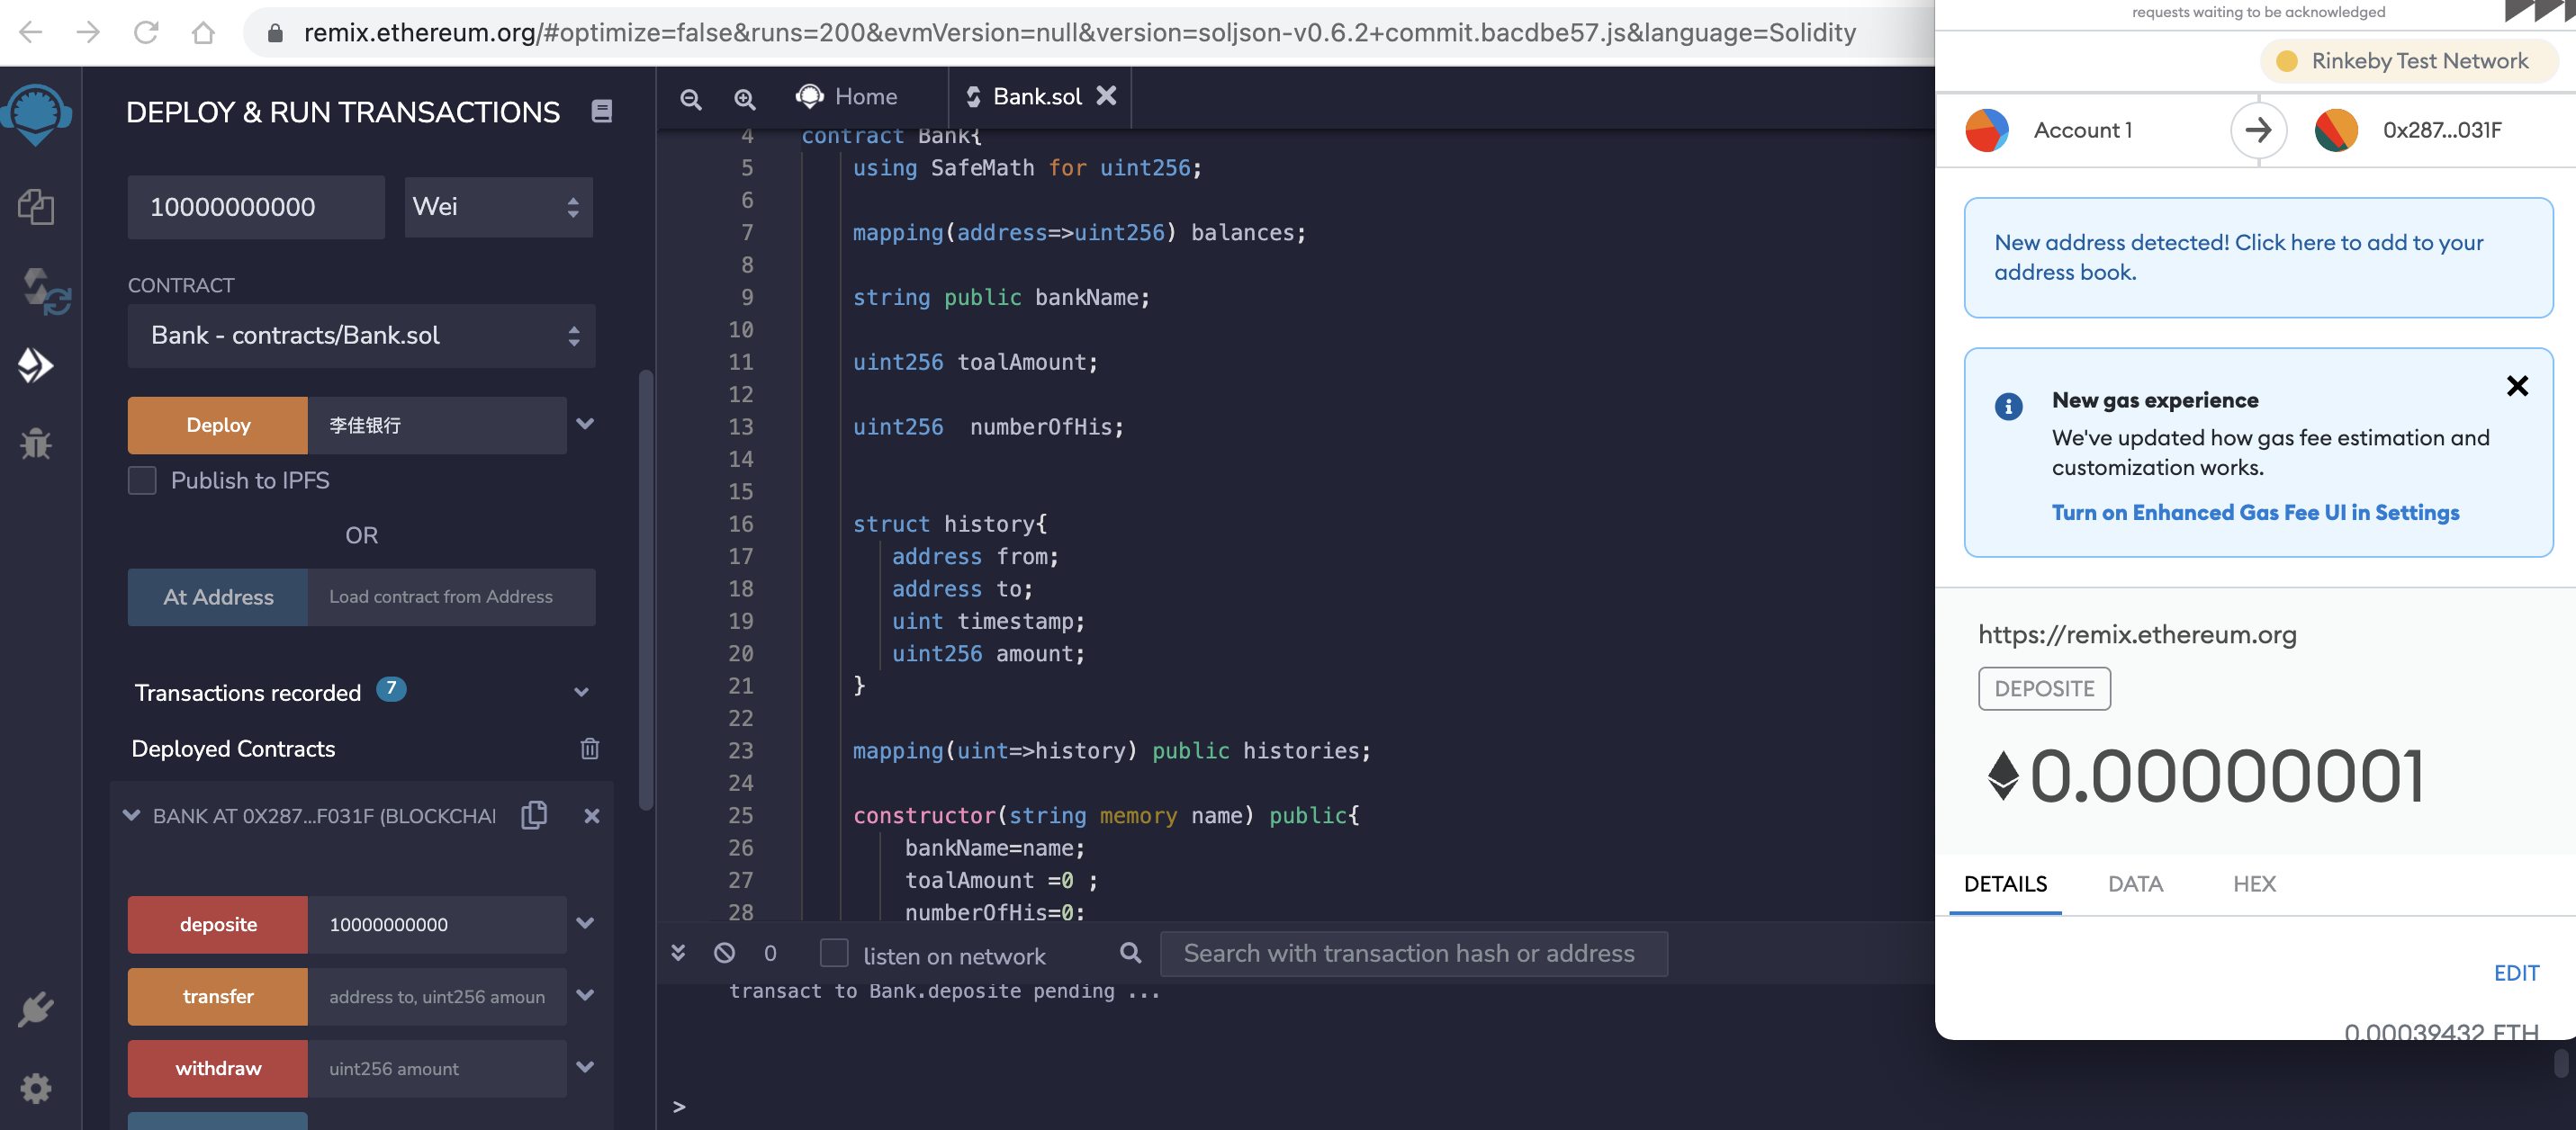 remix.ethereum.org/#optimize=false&runs=200&evmVersion=null&version=soljson-v0.6.2+commit.bacdbe57.js&language=Solidity
DEPLOY & RUN TRANSACTIONS
10000000000
Wei
CONTRACT
Bank - contracts/Bank.sol
Deploy
李佳银行
Publish to IPFS
OR
At Address
Load contract from Address
Transactions recorded 7
Deployed Contracts
BANK AT 0X287...F031F (BLOCKCHAI
deposite
10000000000
transfer
address to, uint256 amoun
withdraw
uint256 amount
Home
Bank.sol
4 contract Bank{
5 using SafeMath for uint256;
6
7 mapping(address=>uint256) balances;
8
9 string public bankName;
10
11 uint256 toalAmount;
12
13 uint256  numberOfHis;
14
15
16 struct history{
17 address from;
18 address to;
19 uint timestamp;
20 uint256 amount;
21 }
22
23 mapping(uint=>history) public histories;
24
25 constructor(string memory name) public{
26 bankName=name;
27 toalAmount =0 ;
28 numberOfHis=0;
0
listen on network
Search with transaction hash or address
transact to Bank.deposite pending ...
>
requests waiting to be acknowledged
Rinkeby Test Network
Account 1
0x287...031F
New address detected! Click here to add to your
address book.
New gas experience
We've updated how gas fee estimation and
customization works.
Turn on Enhanced Gas Fee UI in Settings
https://remix.ethereum.org
DEPOSITE
0.00000001
DETAILS
DATA
HEX
EDIT
0.00039432 ETH